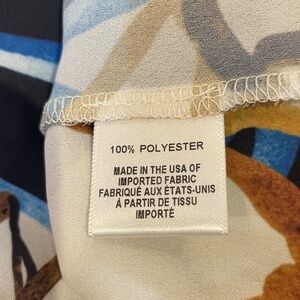 100% POLYESTER
MADE IN THE USA OF
IMPORTED FABRIC
FABRIQUÉ AUX ÉTATS-UNIS
À PARTIR DE TISSU
IMPORTÉ